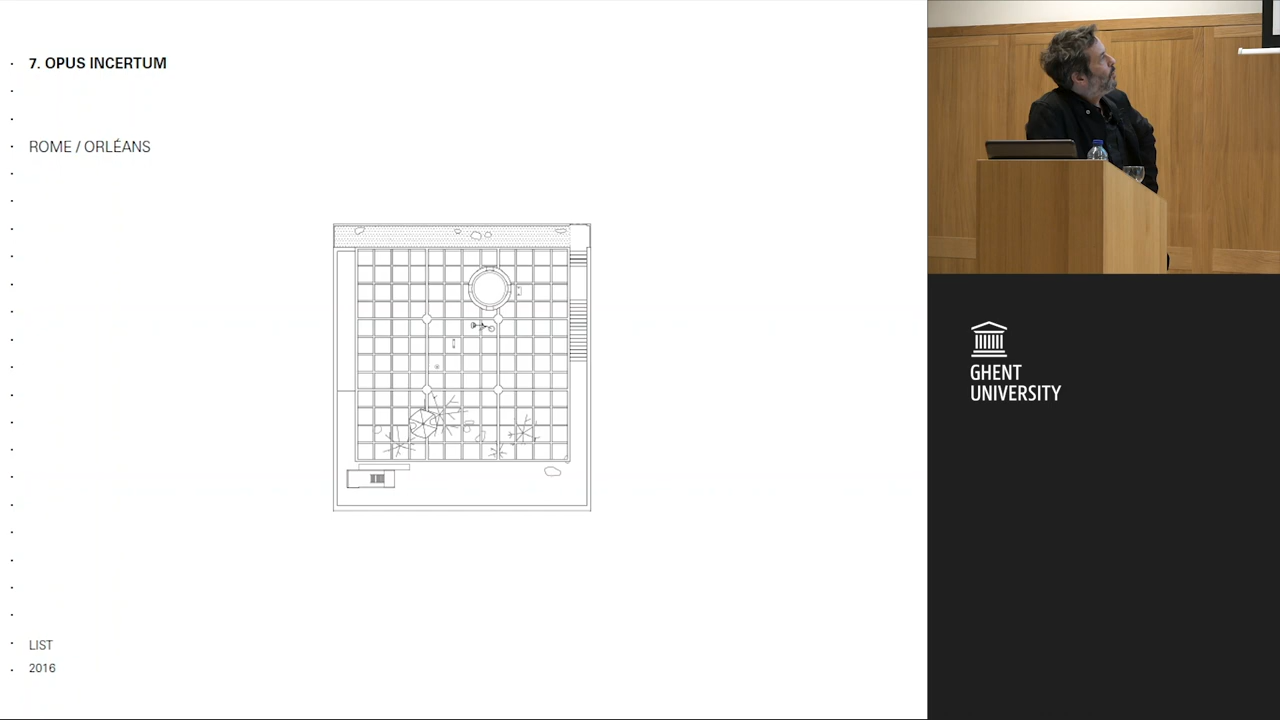 7. OPUS INCERTUM
ROME / ORLÉANS
LIST
2016
GHENT
UNIVERSITY